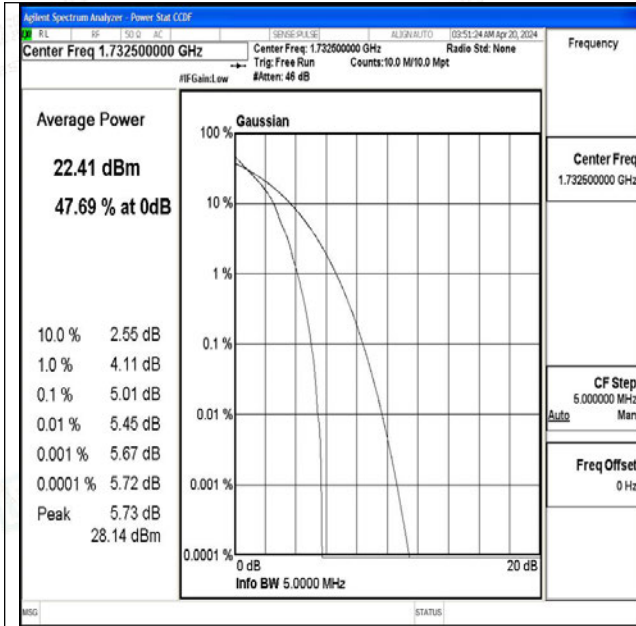 Agilent Spectrum Analyzer - Power Stat CCDF
RL RF 50 Ω AC SENSE:PULSE ALIGN AUTO 03:51:24 AM Apr 20, 2024
Center Freq 1.732500000 GHz
Center Freq: 1.732500000 GHz Radio Std: None
Trig: Free Run Counts:10.0 M/10.0 Mpt
#IFGain:Low #Atten: 46 dB
Average Power
22.41 dBm
47.69 % at 0dB
10.0 % 2.55 dB
1.0 % 4.11 dB
0.1 % 5.01 dB
0.01 % 5.45 dB
0.001 % 5.67 dB
0.0001 % 5.72 dB
Peak 5.73 dB
28.14 dBm
Gaussian
100 %
10 %
1 %
0.1 %
0.01 %
0.001 %
0.0001 %
0 dB 20 dB
Info BW 5.0000 MHz
Frequency
Center Freq
1.732500000 GHz
CF Step
5.000000 MHz
Auto Man
Freq Offset
0 Hz
MSG STATUS